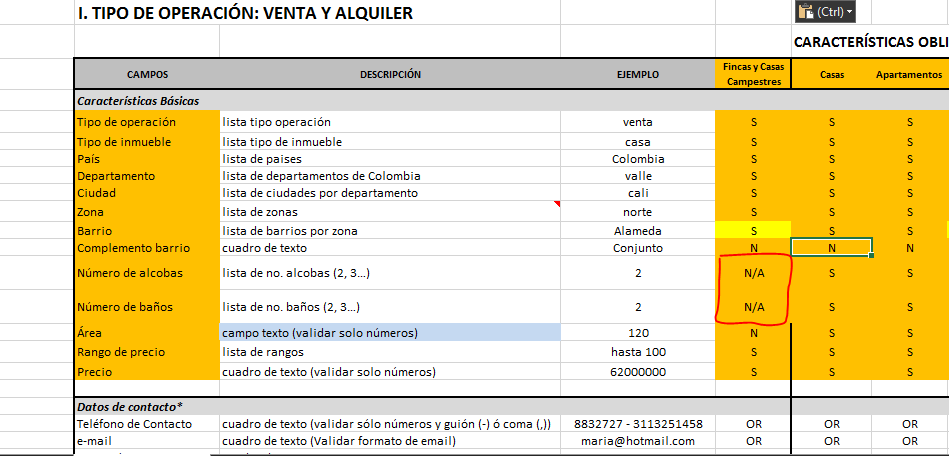 I. TIPO DE OPERACIÓN: VENTA Y ALQUILER
(Ctrl)
CARACTERÍSTICAS OBLI
CAMPOS DESCRIPCIÓN EJEMPLO Fincas y Casas Campestres Casas Apartamentos
Características Básicas
Tipo de operación lista tipo operación venta S S S
Tipo de inmueble lista tipo de inmueble casa S S S
País lista de paises Colombia S S S
Departamento lista de departamentos de Colombia valle S S S
Ciudad lista de ciudades por departamento cali S S S
Zona lista de zonas norte S S S
Barrio lista de barrios por zona Alameda S S S
Complemento barrio cuadro de texto Conjunto N N N
Número de alcobas lista de no. alcobas (2, 3...) 2 N/A S S
Número de baños lista de no. baños (2, 3...) 2 N/A S S
Área campo texto (validar solo números) 120 N S S
Rango de precio lista de rangos hasta 100 S S S
Precio cuadro de texto (validar solo números) 62000000 S S S
Datos de contacto*
Teléfono de Contacto cuadro de texto (validar sólo números y guión (-) ó coma (,)) 8832727 - 3113251458 OR OR OR
e-mail cuadro de texto (Validar formato de email) maria@hotmail.com OR OR OR